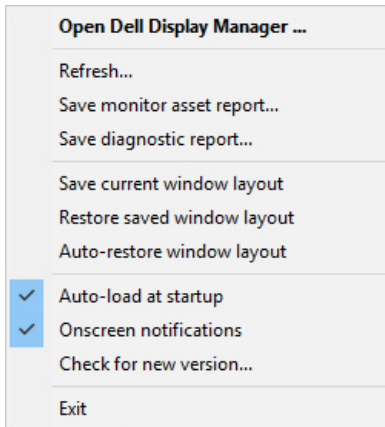 Open Dell Display Manager ...
Refresh...
Save monitor asset report...
Save diagnostic report...
Save current window layout
Restore saved window layout
Auto-restore window layout
Auto-load at startup
Onscreen notifications
Check for new version...
Exit